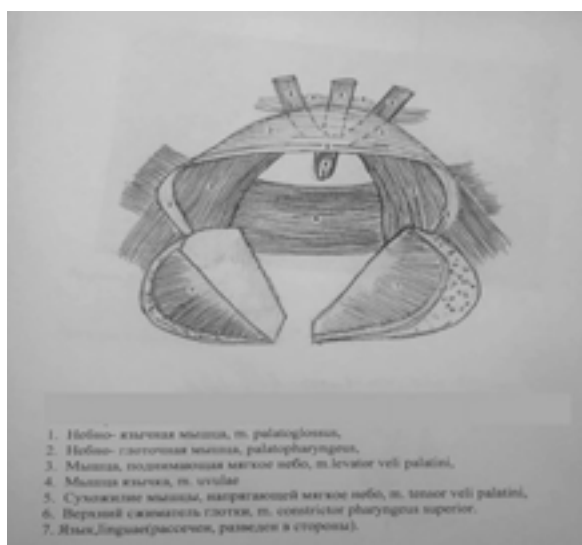 1. Небно- язычная мышца, m. palatoglossus,
2. Небно- глоточная мышца, palatopharyngeus,
3. Мышца, поднимающая мягкое небо, m.levator veli palatini,
4. Мышца язычка, m. uvulae
5. Сухожилие мышцы, напрягающей мягкое небо, m. tensor veli palatini,
6. Верхний сжиматель глотки, m. constrictor pharyngeus superior.
7. Язык,linguae(рассечен, разведен в стороны).